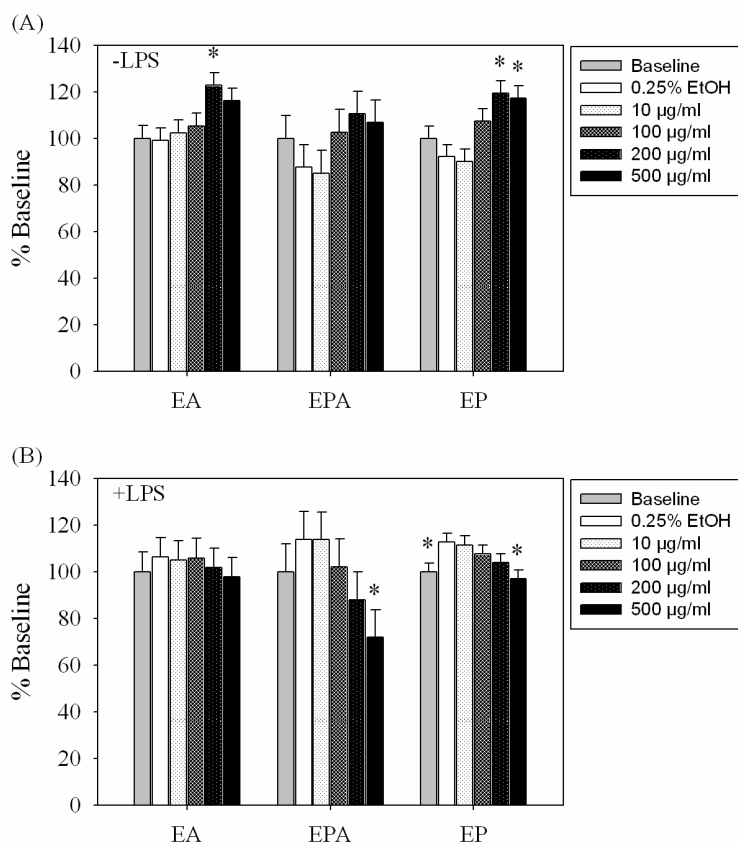 (A)
140
120
100
80
60
40
20
0
% Baseline
-LPS
* * *
EA EPA EP
Baseline
0.25% EtOH
10 µg/ml
100 µg/ml
200 µg/ml
500 µg/ml
(B)
140
120
100
80
60
40
20
0
% Baseline
+LPS
* * *
EA EPA EP
Baseline
0.25% EtOH
10 µg/ml
100 µg/ml
200 µg/ml
500 µg/ml